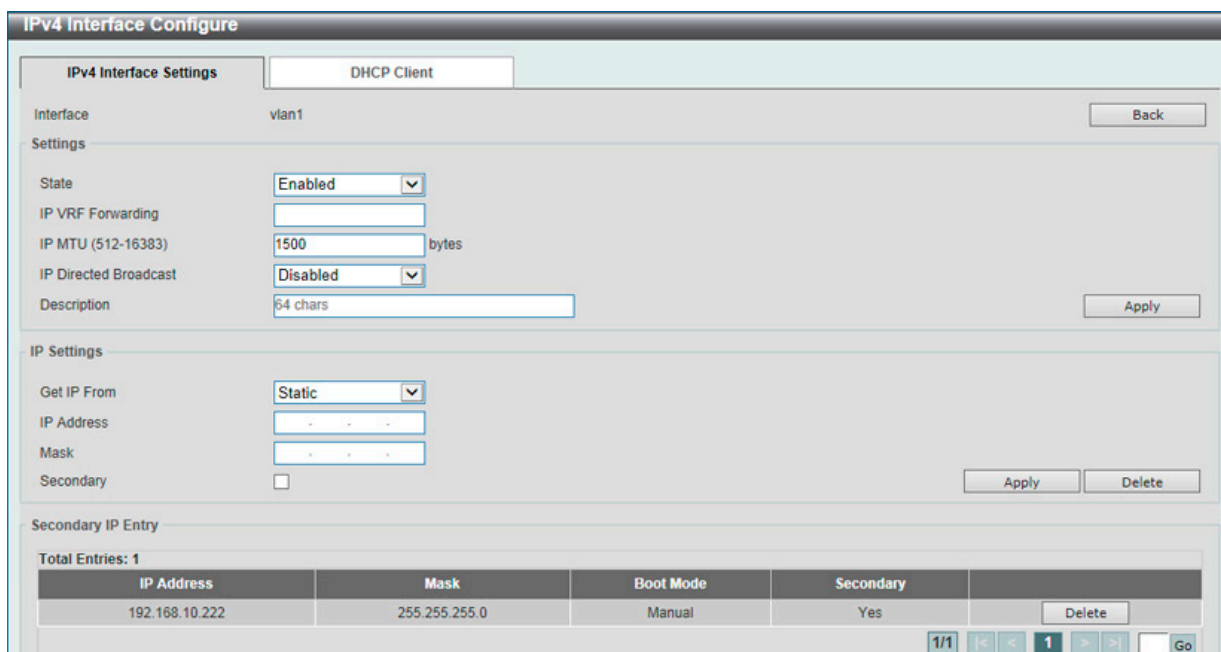 IPv4 Interface Configure
IPv4 Interface Settings DHCP Client
Interface vlan1 Back
Settings
State Enabled
IP VRF Forwarding
IP MTU (512-16383) 1500 bytes
IP Directed Broadcast Disabled
Description 64 chars Apply
IP Settings
Get IP From Static
IP Address . . .
Mask . . .
Secondary Apply Delete
Secondary IP Entry
Total Entries: 1
IP Address Mask Boot Mode Secondary
192.168.10.222 255.255.255.0 Manual Yes Delete
1/1 |< < 1 > >| Go